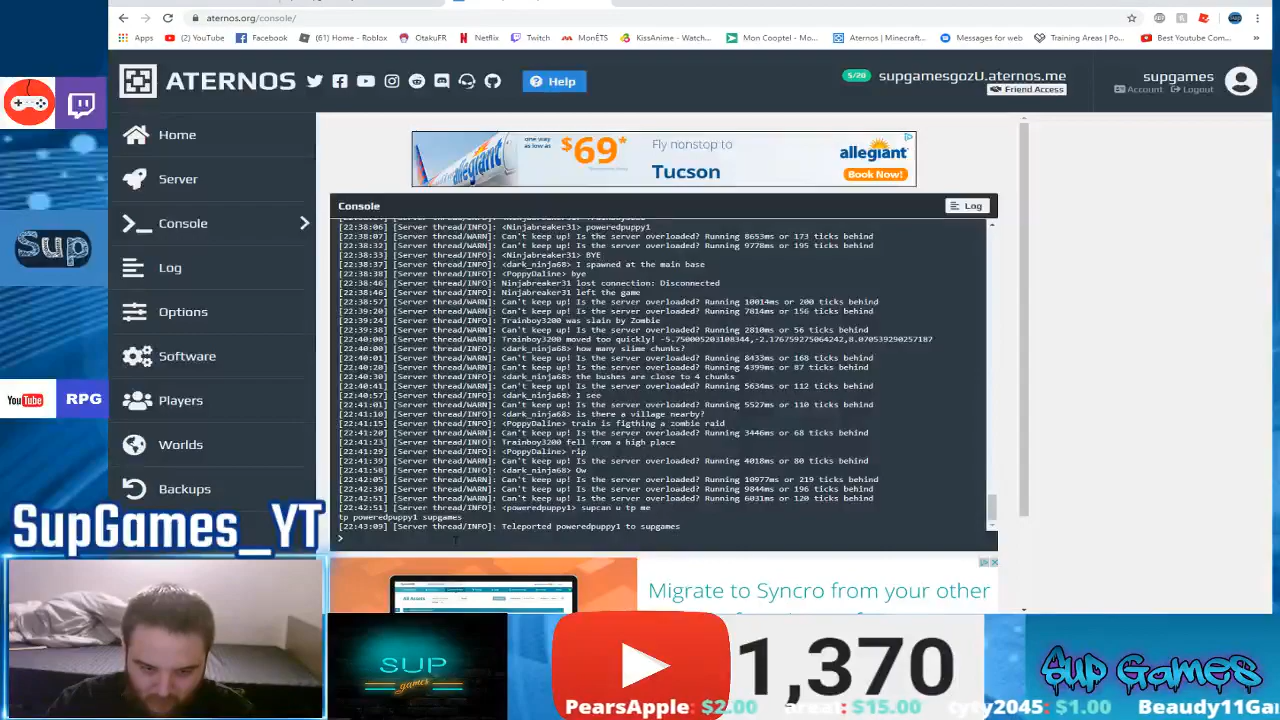 aternos.org/console/
Apps
(2) YouTube
Facebook
(61) Home - Roblox
OtakuFR
Netflix
Twitch
MonÉTS
KissAnime - Watch...
Mon Cooptel - Mo...
Aternos | Minecraft...
Messages for web
Training Areas | Po...
Best Youtube Com...
ATERNOS
Help
5/20
supgamesgozU.aternos.me
Friend Access
supgames
Account
Logout
Home
Server
Console
Log
Options
Software
Players
Worlds
Backups
one way as low as
$69*
Fly nonstop to
Tucson
allegiant
Book Now!
Console
Log
[22:38:06] [Server thread/INFO]: <Ninjabreaker31> poweredpuppy1
[22:38:07] [Server thread/WARN]: Can't keep up! Is the server overloaded? Running 8653ms or 173 ticks behind
[22:38:32] [Server thread/WARN]: Can't keep up! Is the server overloaded? Running 9778ms or 195 ticks behind
[22:38:33] [Server thread/INFO]: <Ninjabreaker31> BYE
[22:38:37] [Server thread/INFO]: <dark_ninja68> I spawned at the main base
[22:38:38] [Server thread/INFO]: <PoppyDaline> bye
[22:38:46] [Server thread/INFO]: Ninjabreaker31 lost connection: Disconnected
[22:38:46] [Server thread/INFO]: Ninjabreaker31 left the game
[22:38:57] [Server thread/WARN]: Can't keep up! Is the server overloaded? Running 10014ms or 200 ticks behind
[22:39:20] [Server thread/WARN]: Can't keep up! Is the server overloaded? Running 7814ms or 156 ticks behind
[22:39:24] [Server thread/INFO]: Trainboy3200 was slain by Zombie
[22:39:38] [Server thread/WARN]: Can't keep up! Is the server overloaded? Running 2810ms or 56 ticks behind
[22:40:00] [Server thread/WARN]: Trainboy3200 moved too quickly! -5.750005203108344,-2.176759275064242,8.070539290257187
[22:40:00] [Server thread/INFO]: <dark_ninja68> how many slime chunks?
[22:40:01] [Server thread/WARN]: Can't keep up! Is the server overloaded? Running 8433ms or 168 ticks behind
[22:40:20] [Server thread/WARN]: Can't keep up! Is the server overloaded? Running 4399ms or 87 ticks behind
[22:40:30] [Server thread/INFO]: <dark_ninja68> the bushes are close to 4 chunks
[22:40:41] [Server thread/WARN]: Can't keep up! Is the server overloaded? Running 5634ms or 112 ticks behind
[22:40:57] [Server thread/INFO]: <dark_ninja68> I see
[22:41:01] [Server thread/WARN]: Can't keep up! Is the server overloaded? Running 5527ms or 110 ticks behind
[22:41:10] [Server thread/INFO]: <dark_ninja68> is there a village nearby?
[22:41:15] [Server thread/INFO]: <PoppyDaline> train is figthing a zombie raid
[22:41:20] [Server thread/WARN]: Can't keep up! Is the server overloaded? Running 3446ms or 68 ticks behind
[22:41:23] [Server thread/INFO]: Trainboy3200 fell from a high place
[22:41:29] [Server thread/INFO]: <PoppyDaline> rip
[22:41:39] [Server thread/WARN]: Can't keep up! Is the server overloaded? Running 4018ms or 80 ticks behind
[22:41:58] [Server thread/INFO]: <dark_ninja68> Ow
[22:42:05] [Server thread/WARN]: Can't keep up! Is the server overloaded? Running 10977ms or 219 ticks behind
[22:42:30] [Server thread/WARN]: Can't keep up! Is the server overloaded? Running 9844ms or 196 ticks behind
[22:42:51] [Server thread/WARN]: Can't keep up! Is the server overloaded? Running 6031ms or 120 ticks behind
[22:42:51] [Server thread/INFO]: <poweredpuppy1> supcan u tp me
tp poweredpuppy1 supgames
[22:43:09] [Server thread/INFO]: Teleported poweredpuppy1 to supgames
>
Sup
YouTube
RPG
SupGames_YT
Migrate to Syncro from your other
SUP
games
1,370
Sup Games
PearsApple: $2.00
area1: $15.00
tyty2045: $1.00
Beaudy11Gam